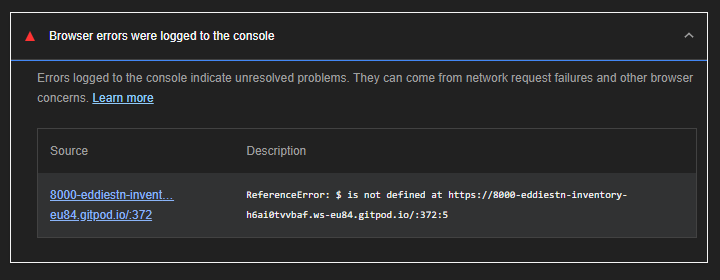 Browser errors were logged to the console
Errors logged to the console indicate unresolved problems. They can come from network request failures and other browser
concerns. Learn more
Source Description
8000-eddiestn-invent… ReferenceError: $ is not defined at https://8000-eddiestn-inventory-
eu84.gitpod.io/:372 h6ai0tvvbaf.ws-eu84.gitpod.io/:372:5